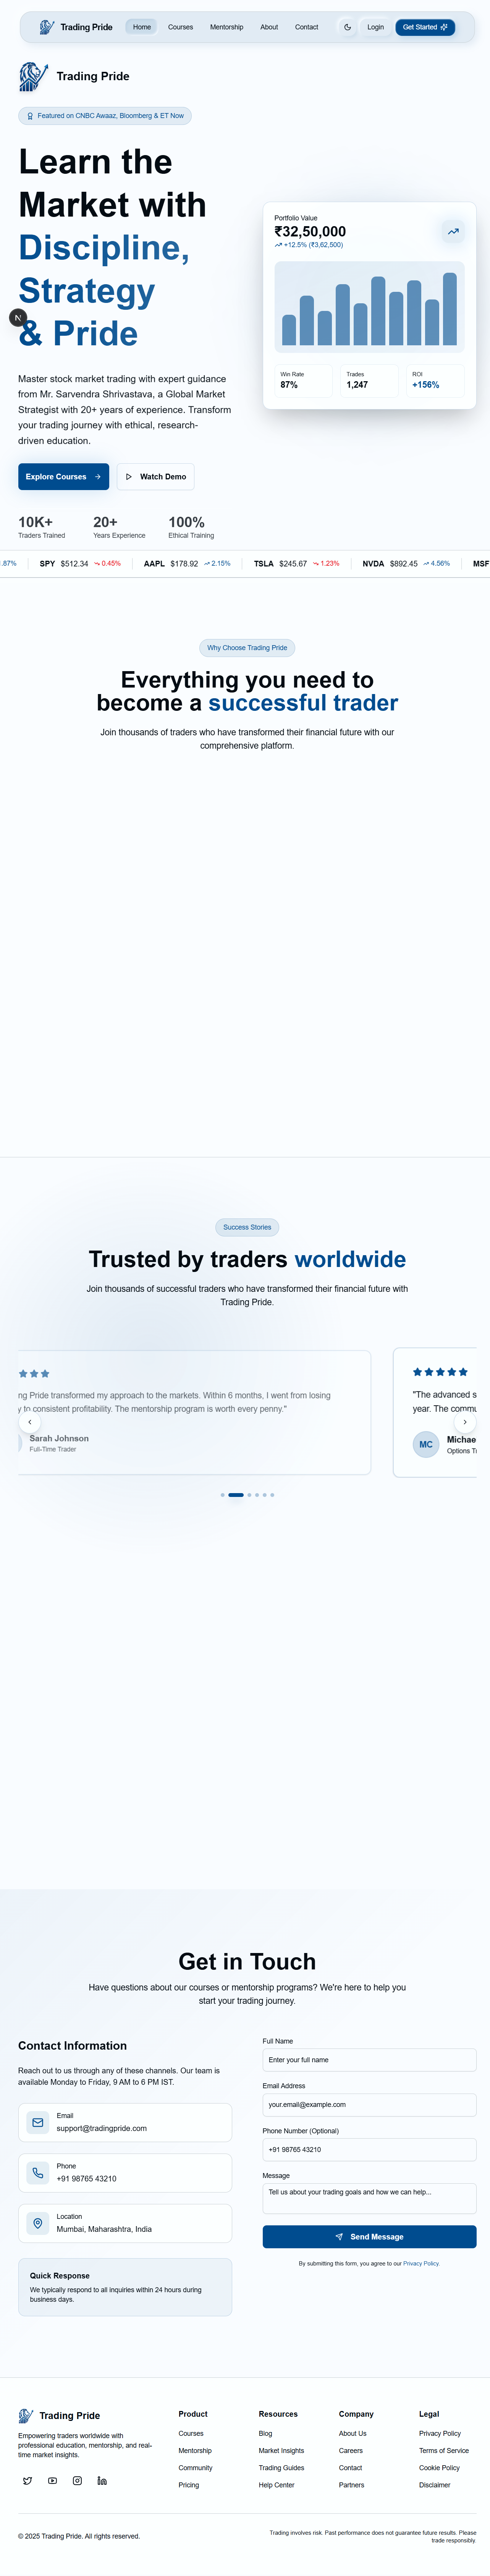 Trading Pride
Home
Courses
Mentorship
About
Contact
Login
Get Started
Trading Pride
Featured on CNBC Awaaz, Bloomberg & ET Now
Learn the
Market with
Discipline,
Strategy
& Pride
N
Master stock market trading with expert guidance
from Mr. Sarvendra Shrivastava, a Global Market
Strategist with 20+ years of experience. Transform
your trading journey with ethical, research-
driven education.
Explore Courses
Watch Demo
10K+
Traders Trained
20+
Years Experience
100%
Ethical Training
Portfolio Value
₹32,50,000
+12.5% (₹3,62,500)
Win Rate
87%
Trades
1,247
ROI
+156%
.87%
SPY $512.34 0.45%
AAPL $178.92 2.15%
TSLA $245.67 1.23%
NVDA $892.45 4.56%
MSF
Why Choose Trading Pride
Everything you need to
become a successful trader
Join thousands of traders who have transformed their financial future with our
comprehensive platform.
Success Stories
Trusted by traders worldwide
Join thousands of successful traders who have transformed their financial future with
Trading Pride.
ng Pride transformed my approach to the markets. Within 6 months, I went from losing
y to consistent profitability. The mentorship program is worth every penny."
Sarah Johnson
Full-Time Trader
"The advanced s
year. The commu
MC
Michae
Options Tr
Get in Touch
Have questions about our courses or mentorship programs? We're here to help you
start your trading journey.
Contact Information
Reach out to us through any of these channels. Our team is
available Monday to Friday, 9 AM to 6 PM IST.
Email
support@tradingpride.com
Phone
+91 98765 43210
Location
Mumbai, Maharashtra, India
Quick Response
We typically respond to all inquiries within 24 hours during
business days.
Full Name
Enter your full name
Email Address
your.email@example.com
Phone Number (Optional)
+91 98765 43210
Message
Tell us about your trading goals and how we can help...
Send Message
By submitting this form, you agree to our Privacy Policy.
Trading Pride
Empowering traders worldwide with
professional education, mentorship, and real-
time market insights.
Product
Courses
Mentorship
Community
Pricing
Resources
Blog
Market Insights
Trading Guides
Help Center
Company
About Us
Careers
Contact
Partners
Legal
Privacy Policy
Terms of Service
Cookie Policy
Disclaimer
© 2025 Trading Pride. All rights reserved.
Trading involves risk. Past performance does not guarantee future results. Please
trade responsibly.